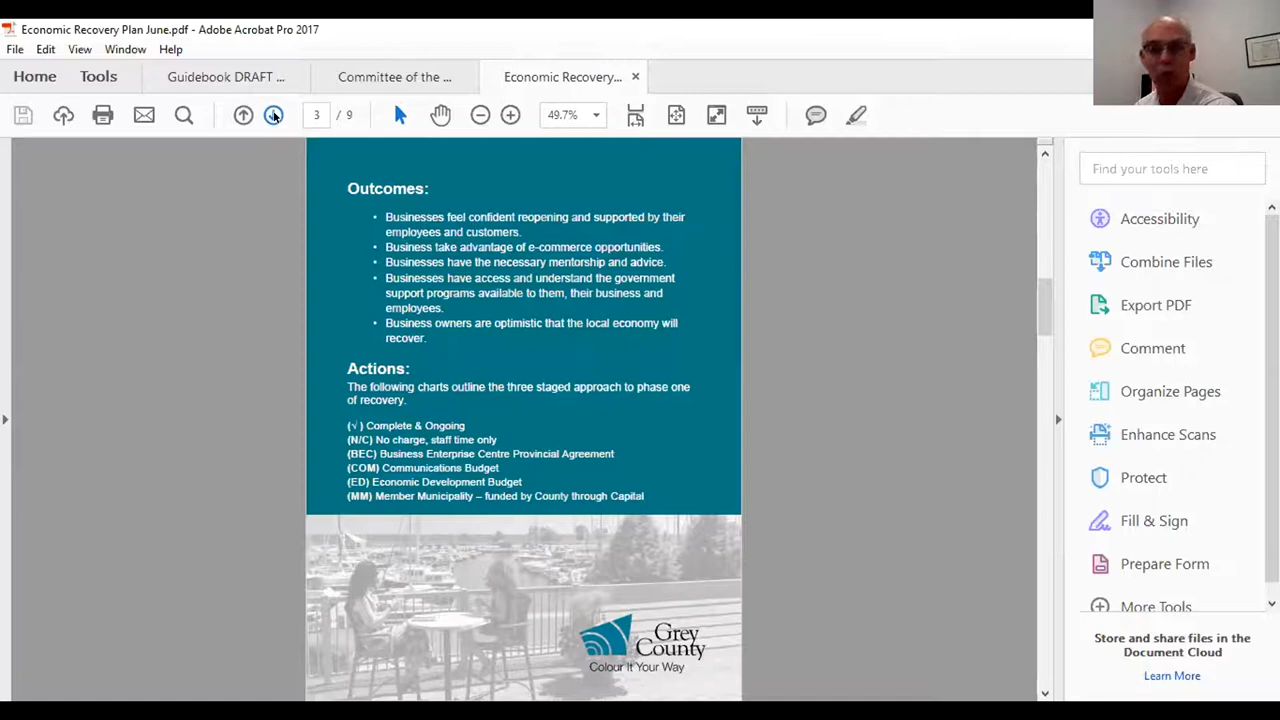 Economic Recovery Plan June.pdf - Adobe Acrobat Pro 2017
File Edit View Window Help
Home Tools Guidebook DRAFT ... Committee of the ... Economic Recovery... ×
3 / 9 49.7%
Outcomes:
• Businesses feel confident reopening and supported by their
employees and customers.
• Business take advantage of e-commerce opportunities.
• Businesses have the necessary mentorship and advice.
• Businesses have access and understand the government
support programs available to them, their business and
employees.
• Business owners are optimistic that the local economy will
recover.
Actions:
The following charts outline the three staged approach to phase one
of recovery.
(√ ) Complete & Ongoing
(N/C) No charge, staff time only
(BEC) Business Enterprise Centre Provincial Agreement
(COM) Communications Budget
(ED) Economic Development Budget
(MM) Member Municipality – funded by County through Capital
Grey
County
Colour It Your Way
Find your tools here
Accessibility
Combine Files
Export PDF
Comment
Organize Pages
Enhance Scans
Protect
Fill & Sign
Prepare Form
More Tools
Store and share files in the
Document Cloud
Learn More